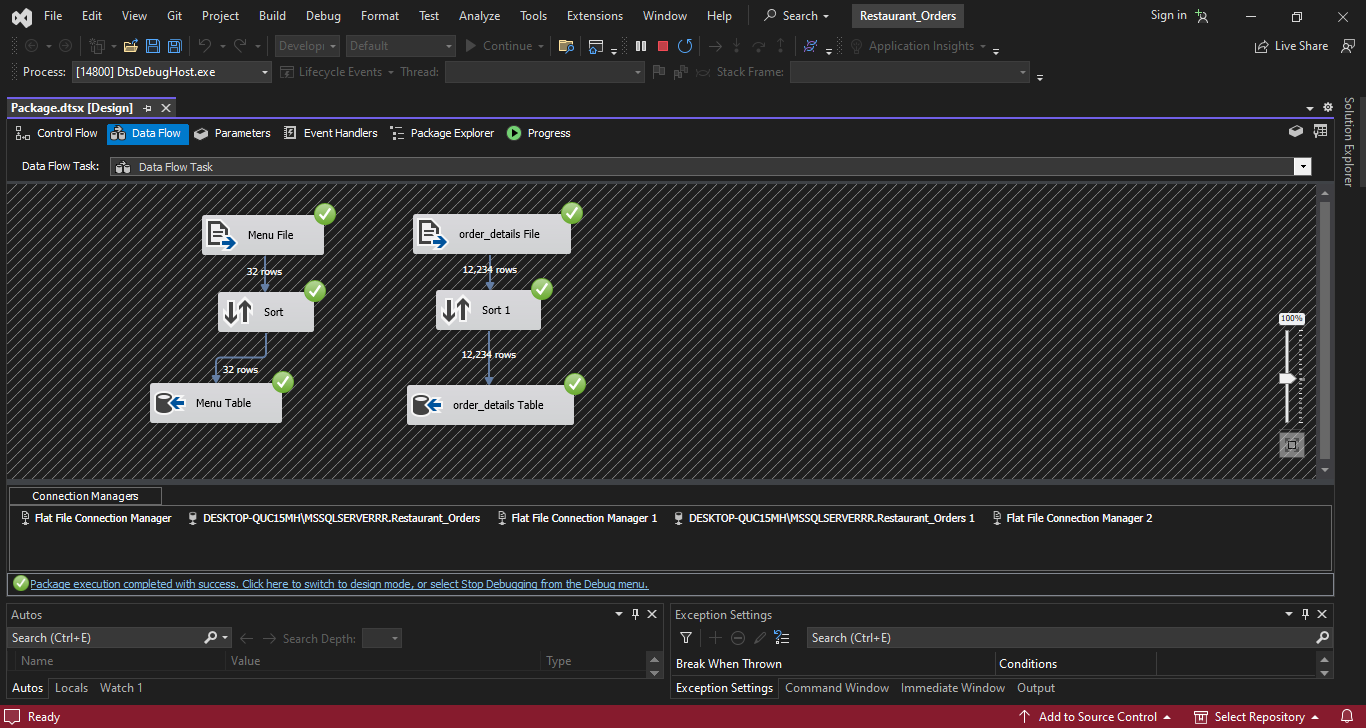 File Edit View Git Project Build Debug Format Test Analyze Tools Extensions Window Help Search Restaurant_Orders Sign in
Develop Default Continue Application Insights Live Share
Process: [14800] DtsDebugHost.exe Lifecycle Events Thread: Stack Frame:
Package.dtsx [Design]
Control Flow Data Flow Parameters Event Handlers Package Explorer Progress
Data Flow Task: Data Flow Task
Solution Explorer
Menu File
order_details File
32 rows
12,234 rows
Sort
Sort 1
32 rows
12,234 rows
Menu Table
order_details Table
100%
Connection Managers
Flat File Connection Manager DESKTOP-QUC15MH\MSSQLSERVERRR.Restaurant_Orders Flat File Connection Manager 1 DESKTOP-QUC15MH\MSSQLSERVERRR.Restaurant_Orders 1 Flat File Connection Manager 2
Package execution completed with success. Click here to switch to design mode, or select Stop Debugging from the Debug menu.
Autos
Search (Ctrl+E) Search Depth:
Name Value Type
Autos Locals Watch 1
Exception Settings
Search (Ctrl+E)
Break When Thrown Conditions
Exception Settings Command Window Immediate Window Output
Ready Add to Source Control Select Repository